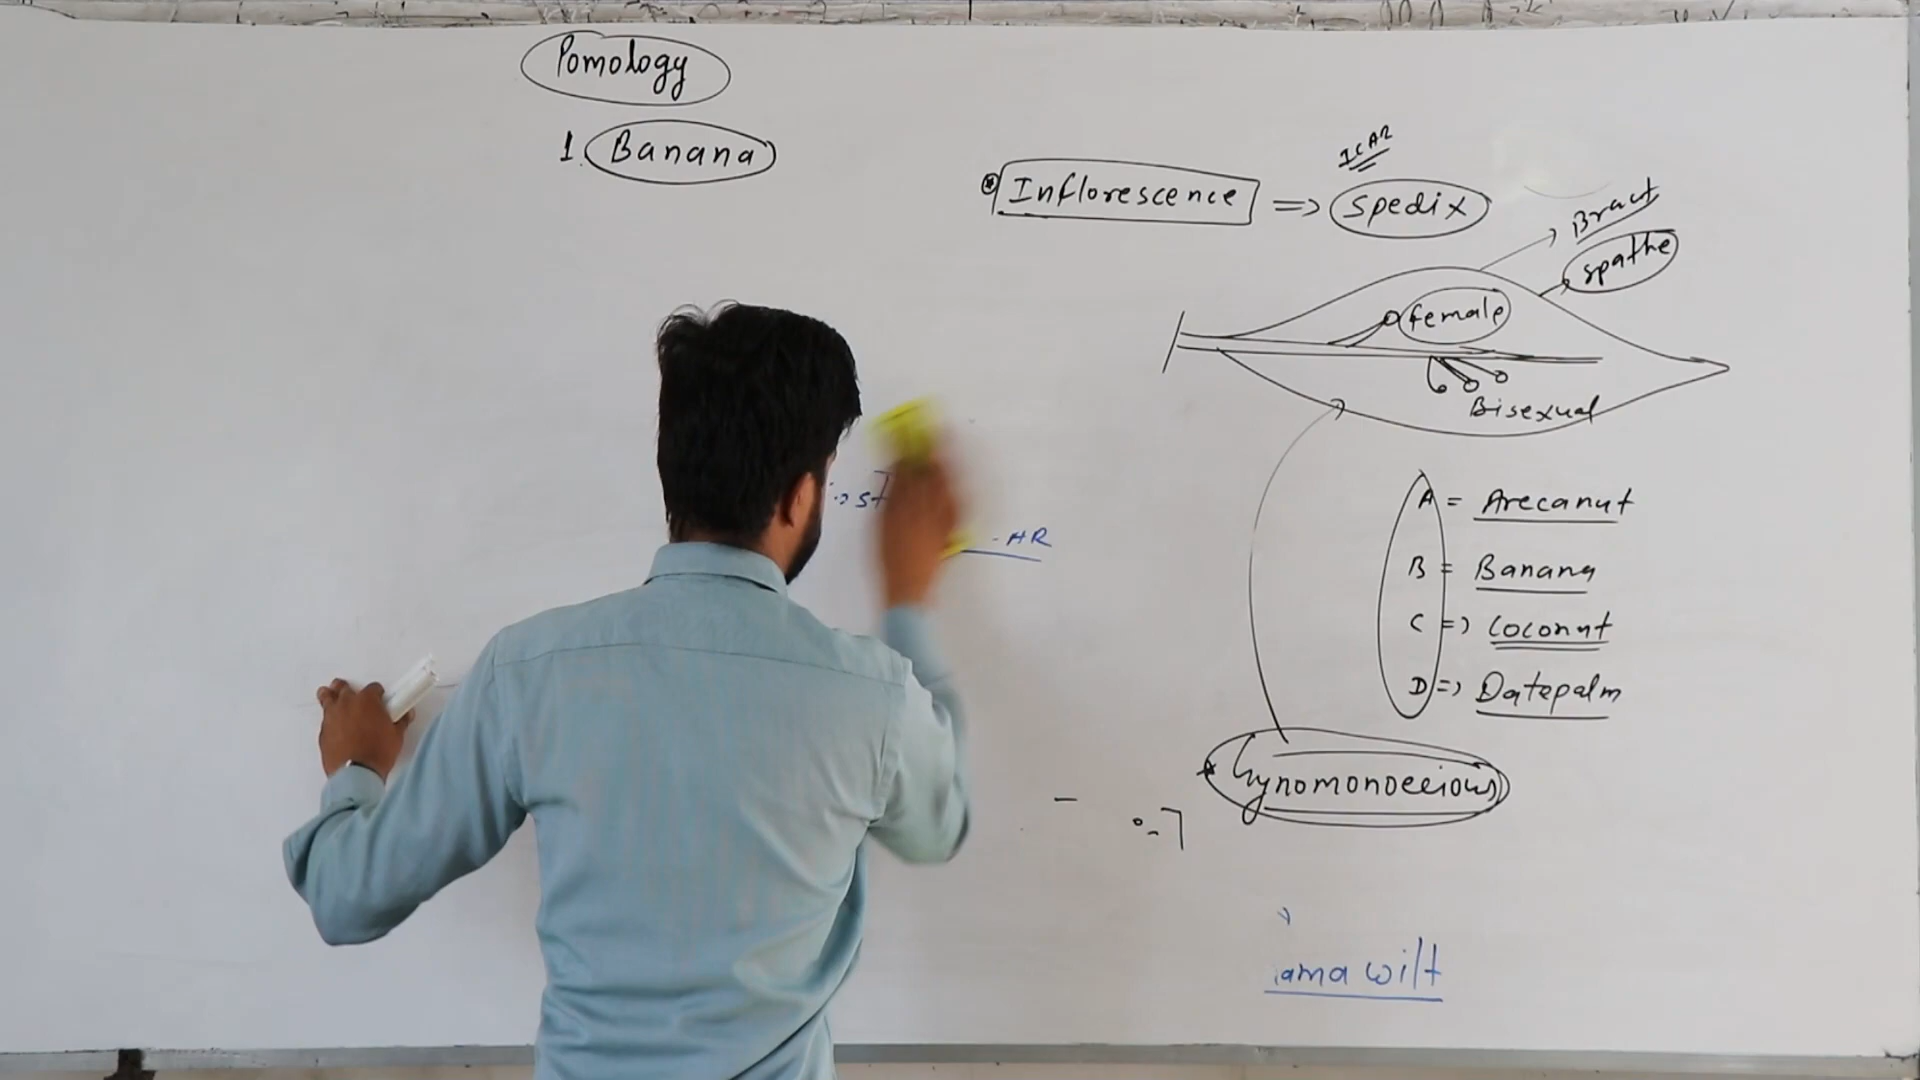 Pomology
1. Banana
ICAR
Inflorescence => Spedix
Bract
spathe
female
Bisexual
A = Arecanut
B = Banana
C => Coconut
D => Datepalm
* Gynomonoecious
wilt